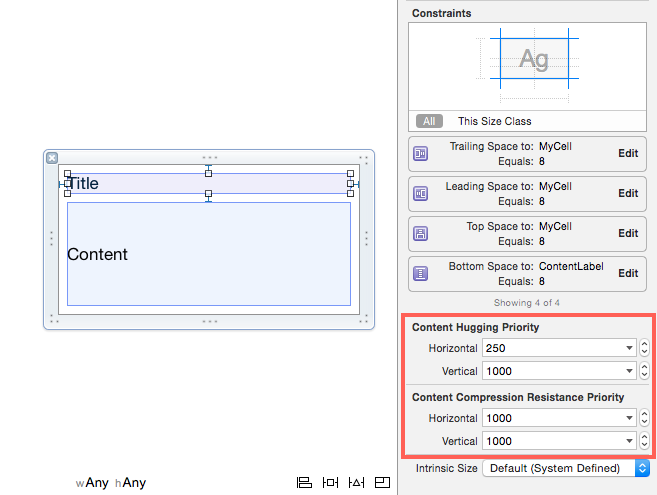 Title
Content
wAny hAny
Constraints
Ag
All This Size Class
Trailing Space to: MyCell
Equals: 8
Edit
Leading Space to: MyCell
Equals: 8
Edit
Top Space to: MyCell
Equals: 8
Edit
Bottom Space to: ContentLabel
Equals: 8
Edit
Showing 4 of 4
Content Hugging Priority
Horizontal 250
Vertical 1000
Content Compression Resistance Priority
Horizontal 1000
Vertical 1000
Intrinsic Size Default (System Defined)